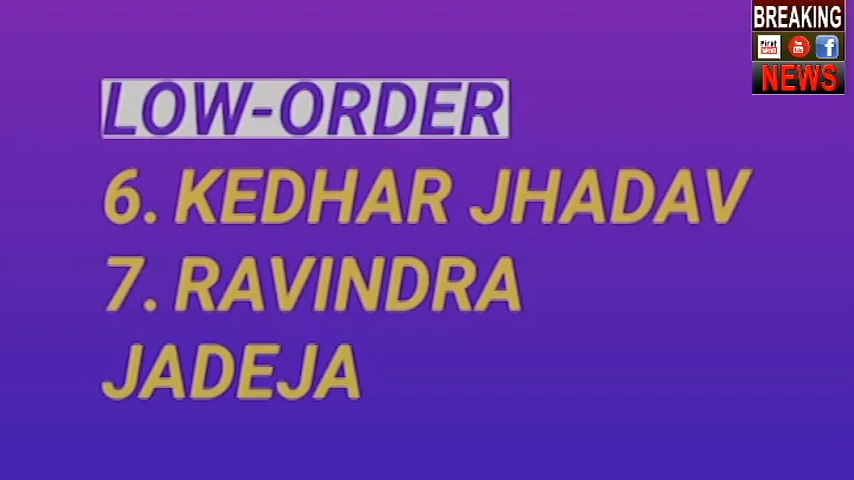 BREAKING
NEWS
LOW-ORDER
6. KEDHAR JHADAV
7. RAVINDRA
JADEJA